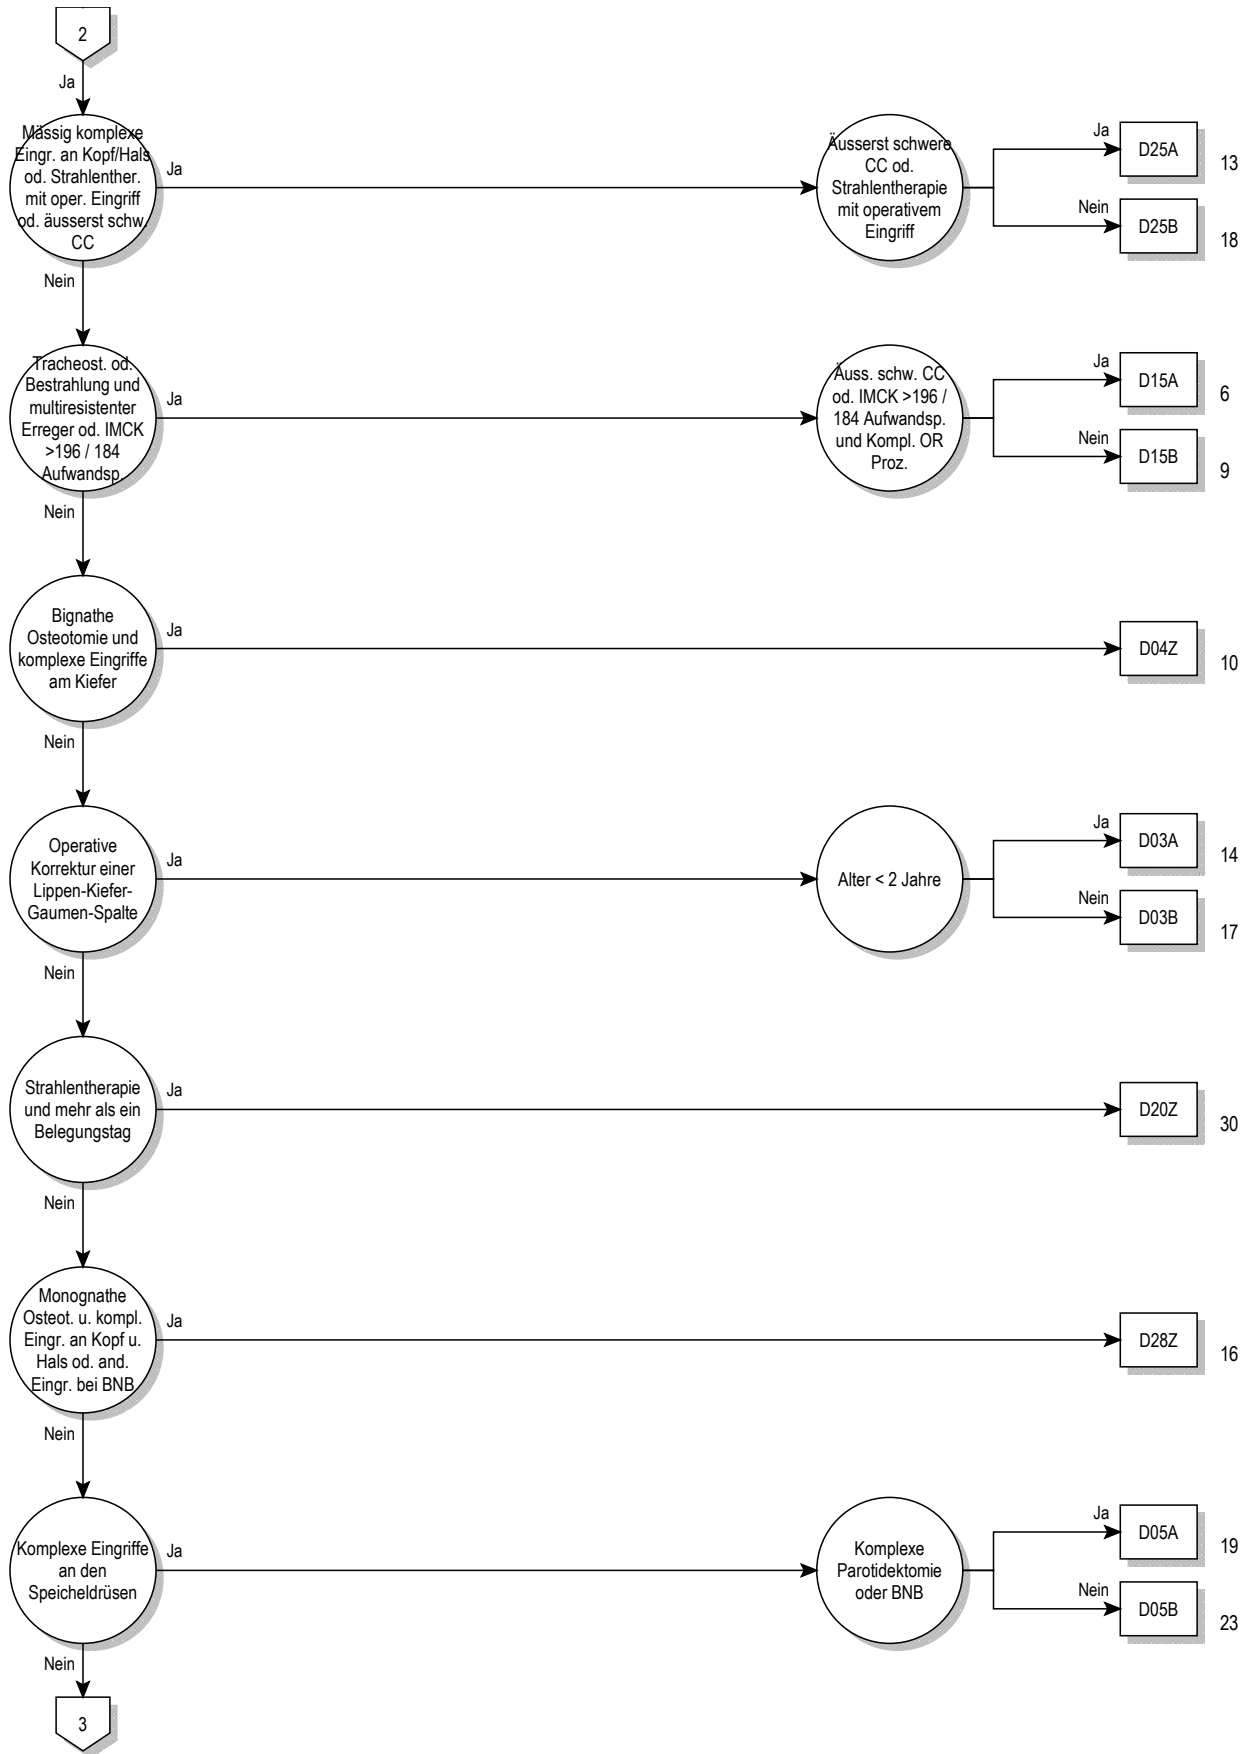 2
Ja
Mässig komplexe
Eingr. an Kopf/Hals
od. Strahlenther.
mit oper. Eingriff
od. äusserst schw.
CC
Ja
Äusserst schwere
CC od.
Strahlentherapie
mit operativem
Eingriff
Ja
D25A
13
Nein
D25B
18
Nein
Tracheost. od.
Bestrahlung und
multiresistenter
Erreger od. IMCK
>196 / 184
Aufwandsp.
Ja
Äuss. schw. CC
od. IMCK >196 /
184 Aufwandsp.
und Kompl. OR
Proz.
Ja
D15A
6
Nein
D15B
9
Nein
Bignathe
Osteotomie und
komplexe Eingriffe
am Kiefer
Ja
D04Z
10
Nein
Operative
Korrektur einer
Lippen-Kiefer-
Gaumen-Spalte
Ja
Alter < 2 Jahre
Ja
D03A
14
Nein
D03B
17
Nein
Strahlentherapie
und mehr als ein
Belegungstag
Ja
D20Z
30
Nein
Monognathe
Osteot. u. kompl.
Eingr. an Kopf u.
Hals od. and.
Eingr. bei BNB
Ja
D28Z
16
Nein
Komplexe Eingriffe
an den
Speicheldrüsen
Ja
Komplexe
Parotidektomie
oder BNB
Ja
D05A
19
Nein
D05B
23
Nein
3